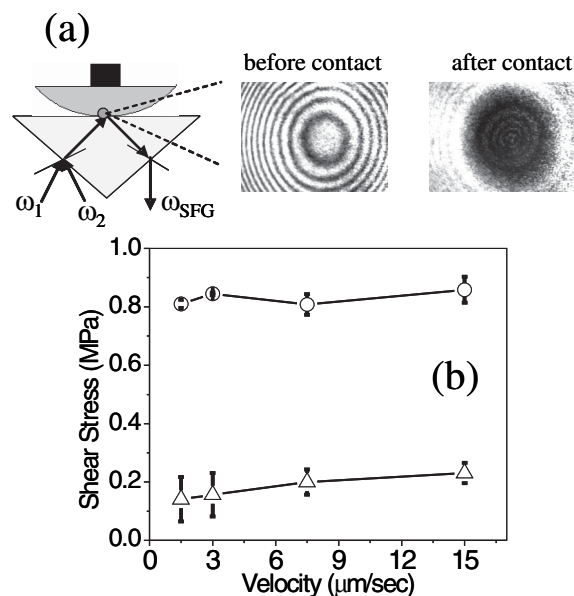 (a)
before contact
after contact
ω1
ω2
ωSFG
1.0
0.8
0.6
0.4
0.2
0.0
Shear Stress (MPa)
(b)
0 3 6 9 12 15
Velocity (μm/sec)